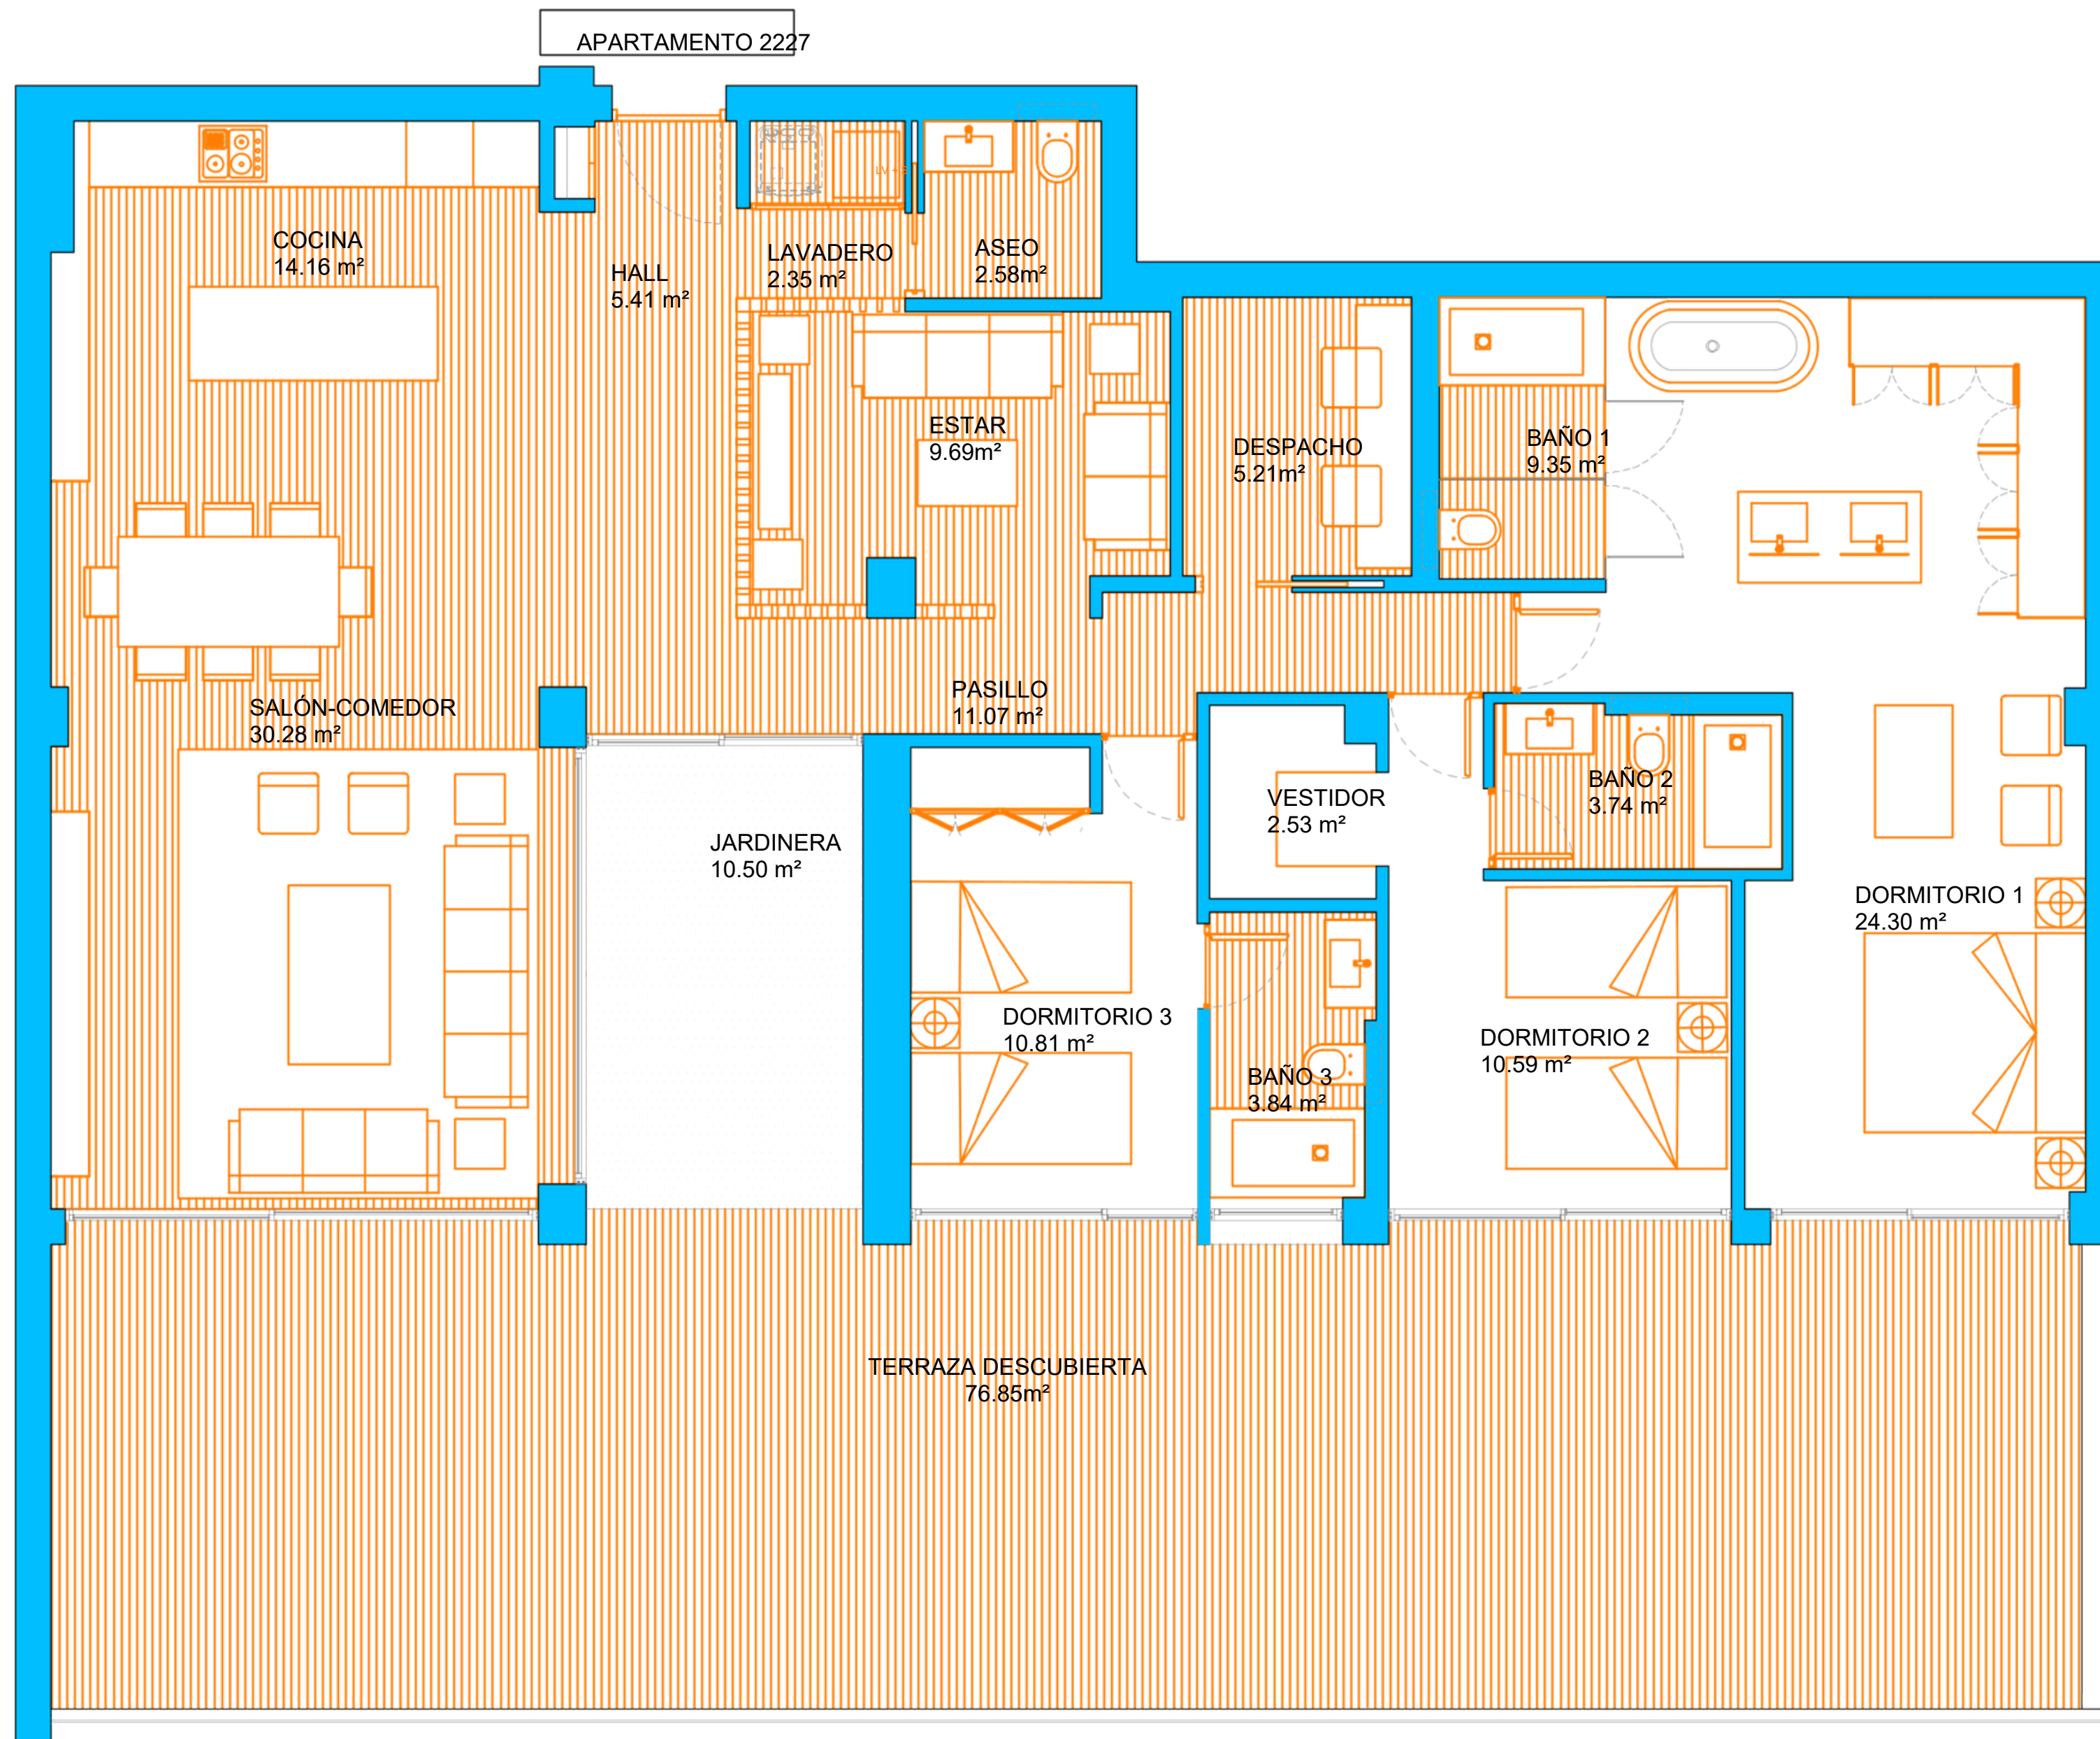 APARTAMENTO 2227
COCINA
14.16 m²
HALL
5.41 m²
LAVADERO
2.35 m²
ASEO
2.58m²
ESTAR
9.69m²
DESPACHO
5.21m²
BAÑO 1
9.35 m²
SALÓN-COMEDOR
30.28 m²
PASILLO
11.07 m²
JARDINERA
10.50 m²
VESTIDOR
2.53 m²
BAÑO 2
3.74 m²
DORMITORIO 1
24.30 m²
DORMITORIO 3
10.81 m²
BAÑO 3
3.84 m²
DORMITORIO 2
10.59 m²
TERRAZA DESCUBIERTA
76.85m²